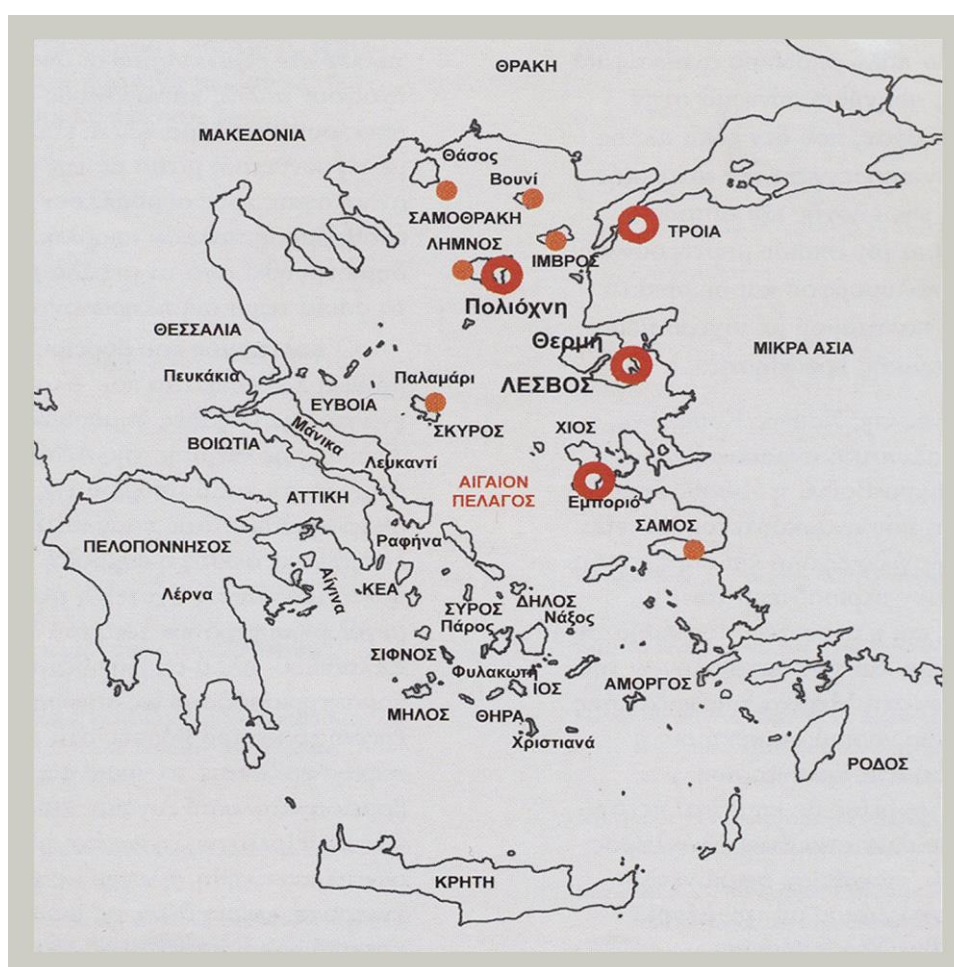 ΘΡΑΚΗ
ΜΑΚΕΔΟΝΙΑ
Θάσος
Βουνί
ΣΑΜΟΘΡΑΚΗ
ΤΡΟΙΑ
ΛΗΜΝΟΣ
ΙΜΒΡΟΣ
Πολιόχνη
ΘΕΣΣΑΛΙΑ
Θερμή
ΜΙΚΡΑ ΑΣΙΑ
Πευκάκια
Παλαμάρι
ΛΕΣΒΟΣ
ΕΥΒΟΙΑ
Μάνικα
ΣΚΥΡΟΣ
ΧΙΟΣ
ΒΟΙΩΤΙΑ
Λευκαντί
ΑΙΓΑΙΟΝ
ΠΕΛΑΓΟΣ
ΑΤΤΙΚΗ
Εμποριό
ΣΑΜΟΣ
ΠΕΛΟΠΟΝΝΗΣΟΣ
Ραφήνα
Λέρνα
Αίγινα
ΚΕΑ
ΣΥΡΟΣ
ΔΗΛΟΣ
Πάρος
Νάξος
ΣΙΦΝΟΣ
Φυλακωτή
ΙΟΣ
ΑΜΟΡΓΟΣ
ΜΗΛΟΣ
ΘΗΡΑ
Χριστιανά
ΡΟΔΟΣ
ΚΡΗΤΗ